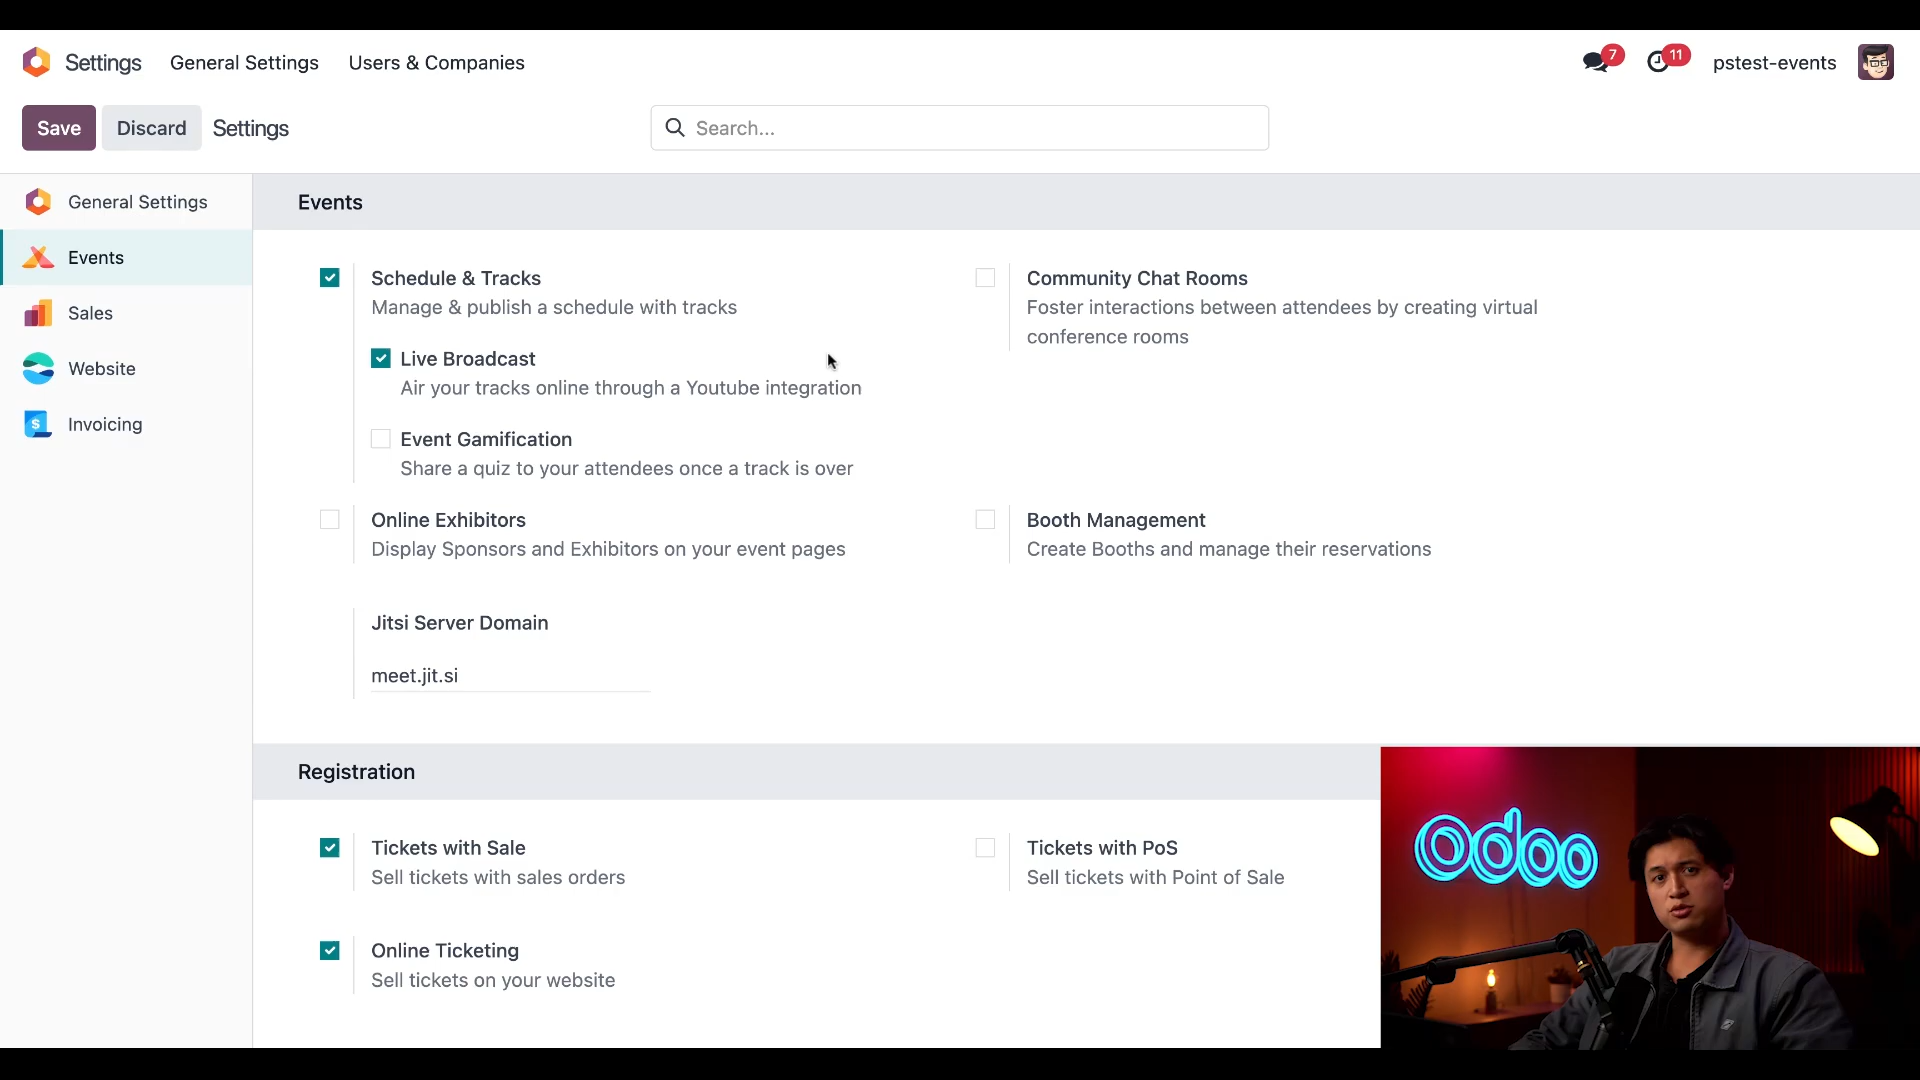 Settings General Settings Users & Companies 7 11 pstest-events
Save Discard Settings Search...
General Settings
Events
Sales
Website
Invoicing
Events
Schedule & Tracks
Manage & publish a schedule with tracks
Live Broadcast
Air your tracks online through a Youtube integration
Event Gamification
Share a quiz to your attendees once a track is over
Community Chat Rooms
Foster interactions between attendees by creating virtual
conference rooms
Online Exhibitors
Display Sponsors and Exhibitors on your event pages
Booth Management
Create Booths and manage their reservations
Jitsi Server Domain
meet.jit.si
Registration
Tickets with Sale
Sell tickets with sales orders
Tickets with PoS
Sell tickets with Point of Sale
Online Ticketing
Sell tickets on your website
odoo